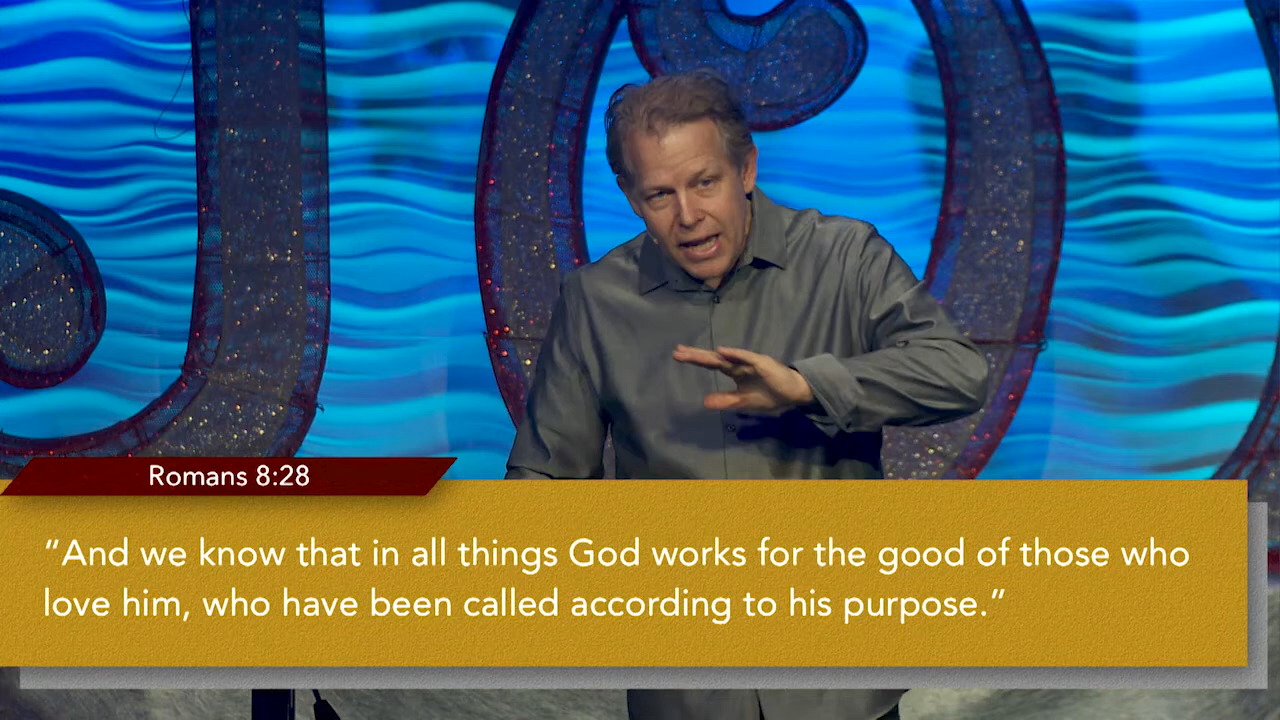 Romans 8:28
“And we know that in all things God works for the good of those who
love him, who have been called according to his purpose.”